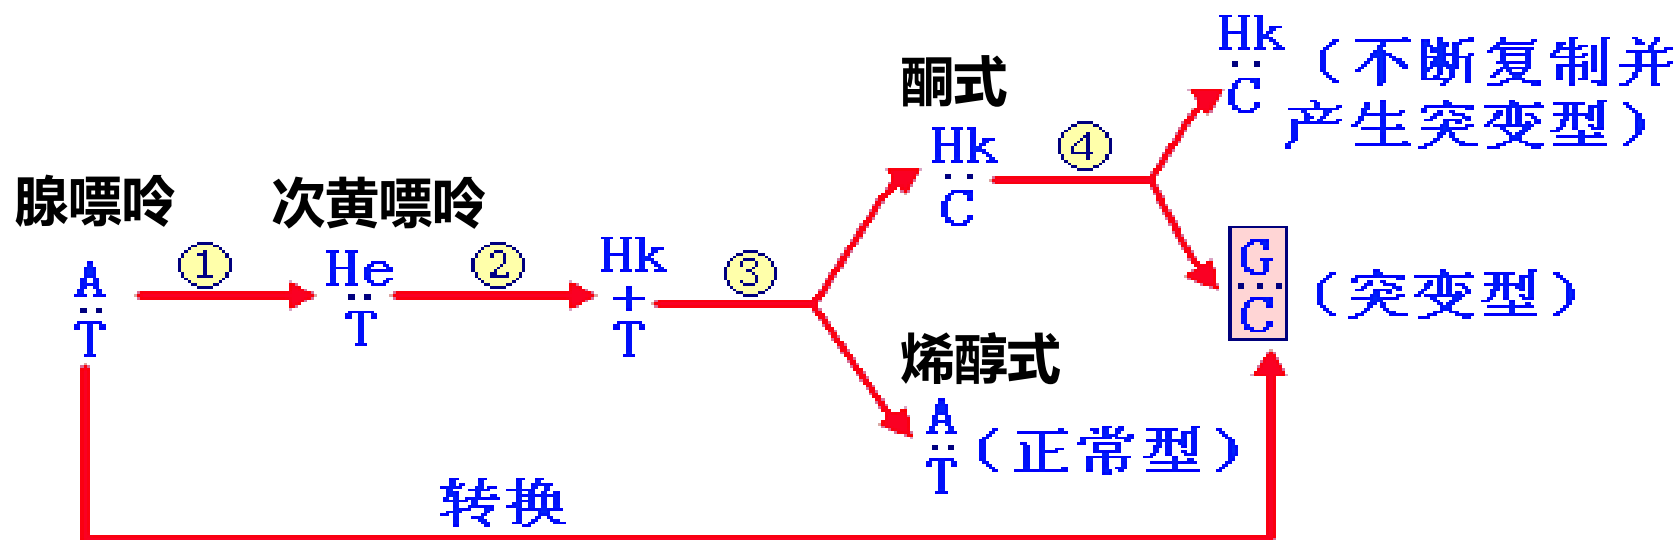 Hk
C
(不断复制并
产生突变型)
酮式
Hk
C
④
腺嘌呤
A
T
①
次黄嘌呤
He
T
②
Hk
+
T
③
G
C
(突变型)
烯醇式
A
T
(正常型)
转换